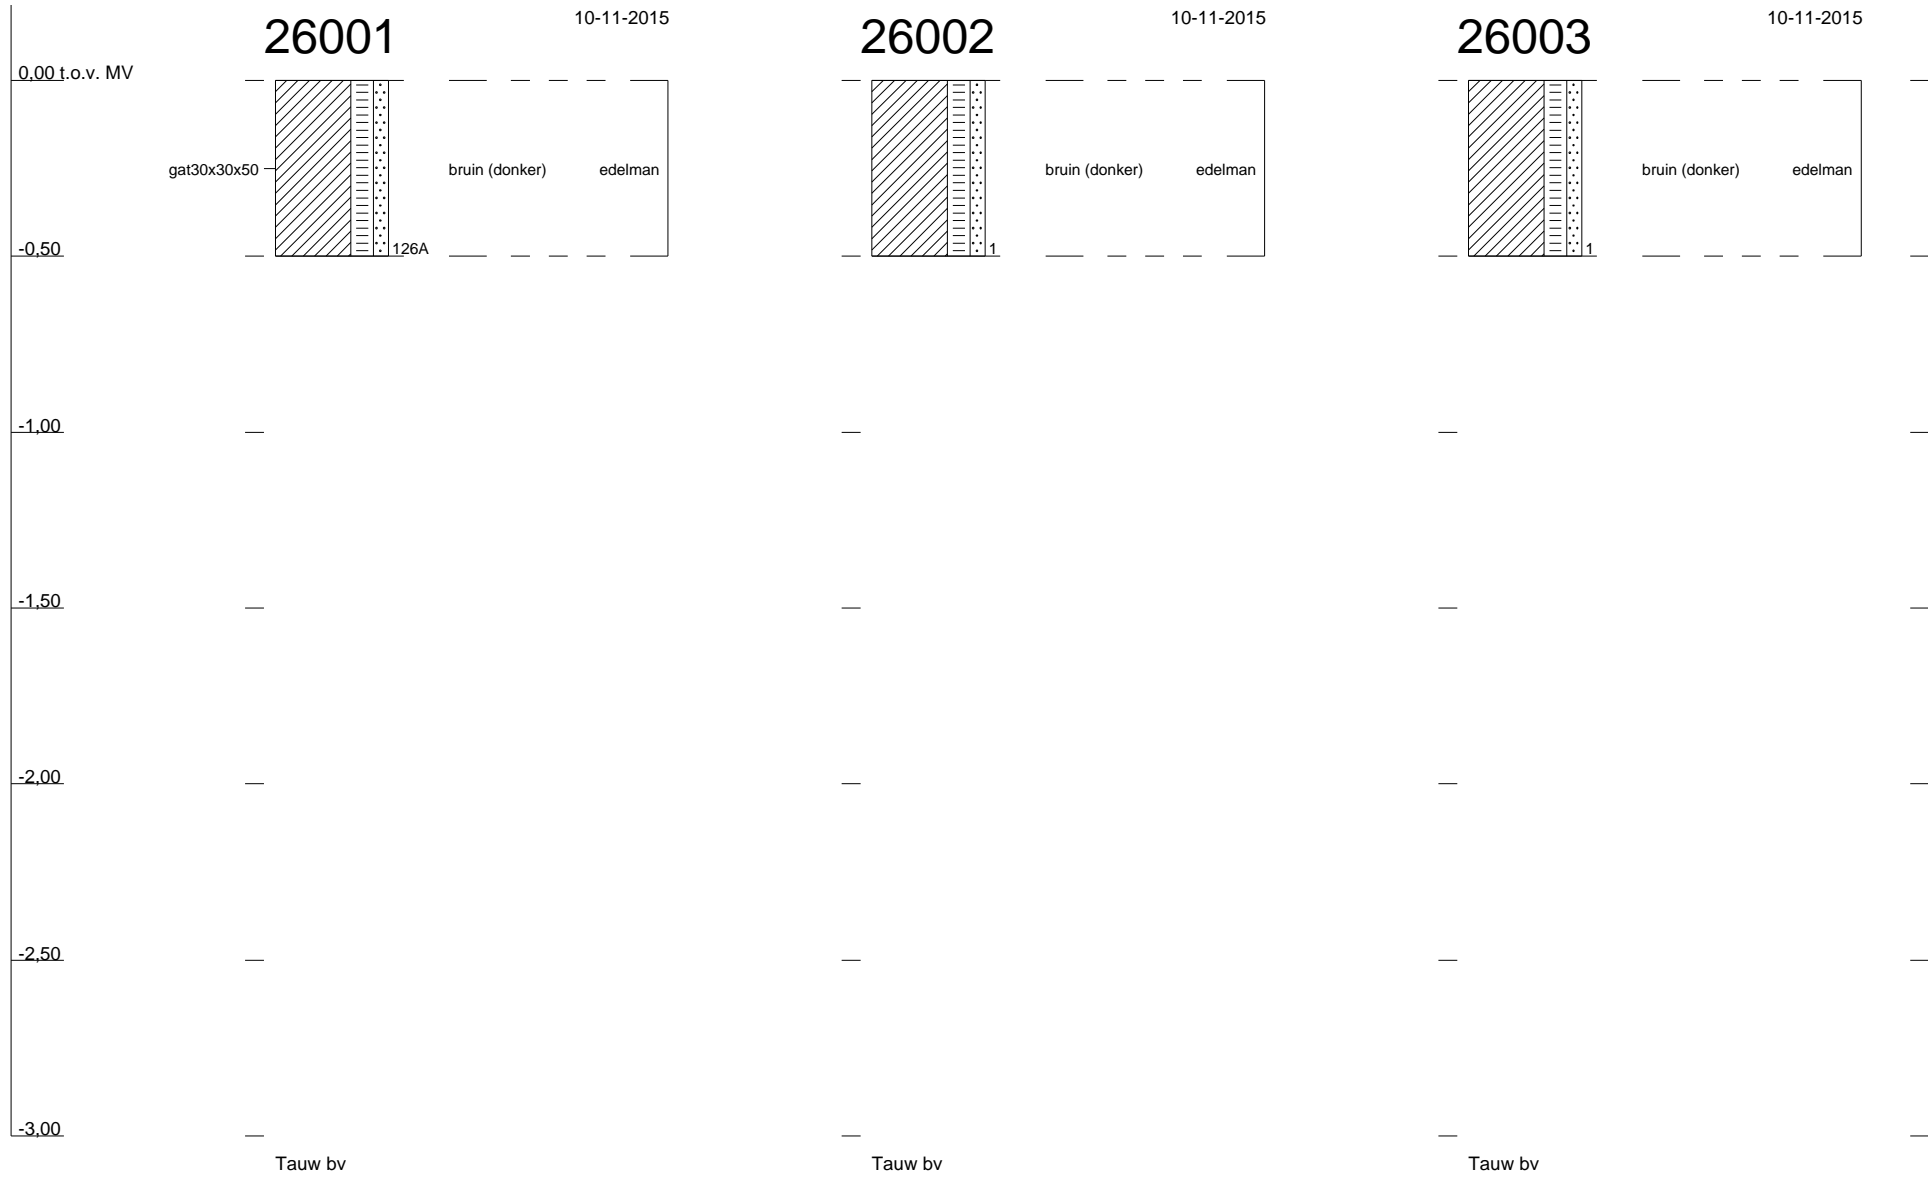 26001 10-11-2015 26002 10-11-2015 26003 10-11-2015
0,00 t.o.v. MV
gat30x30x50 bruin (donker) edelman bruin (donker) edelman bruin (donker) edelman
-0,50 126A 1 1
-1,00
-1,50
-2,00
-2,50
-3,00
Tauw bv Tauw bv Tauw bv